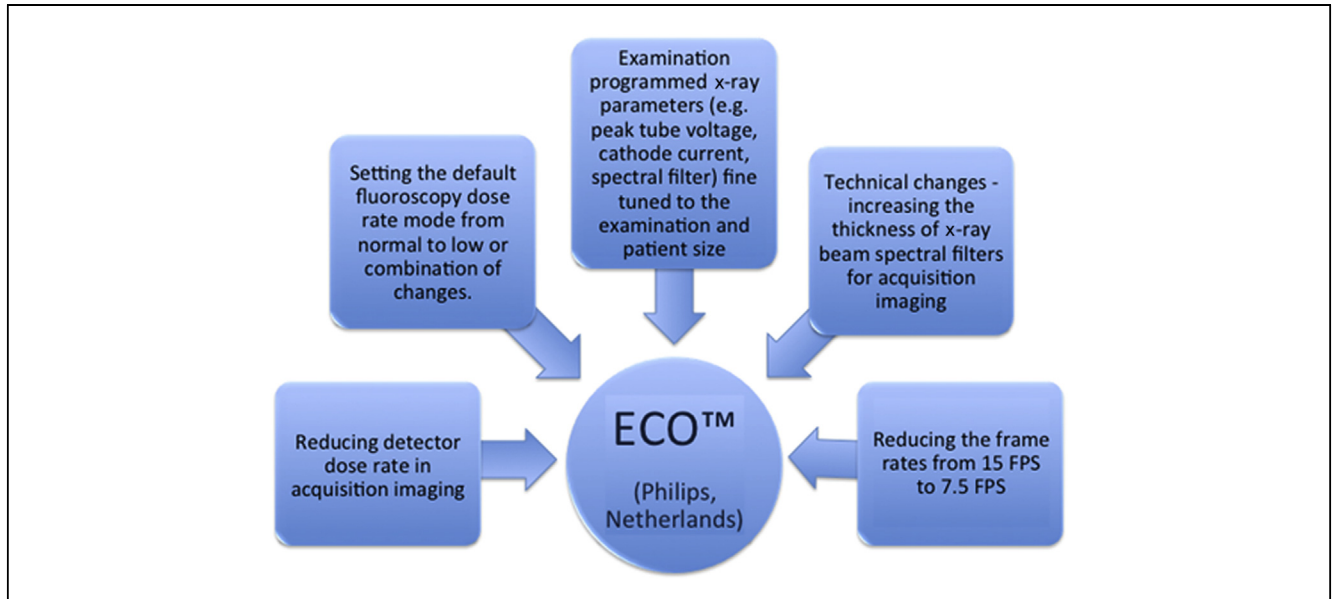 Examination
programmed x-ray
parameters (e.g.
peak tube voltage,
cathode current,
spectral filter) fine
tuned to the
examination and
patient size
Setting the default
fluoroscopy dose
rate mode from
normal to low or
combination of
changes.
Technical changes -
increasing the
thickness of x-ray
beam spectral filters
for acquisition
imaging
Reducing detector
dose rate in
acquisition imaging
ECO™
(Philips,
Netherlands)
Reducing the frame
rates from 15 FPS
to 7.5 FPS